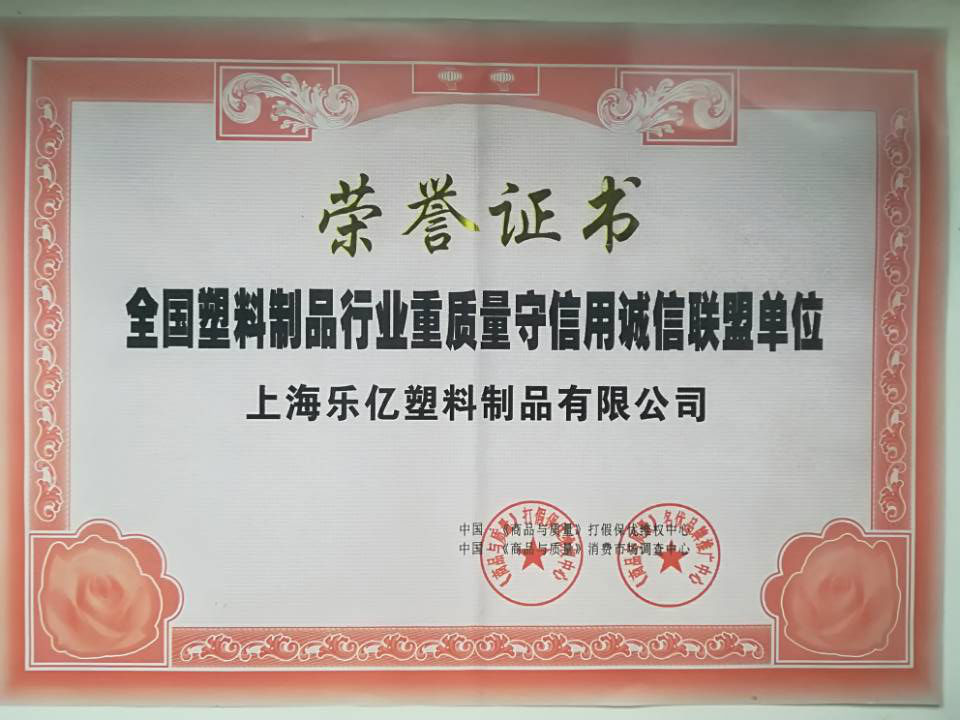 荣誉证书
全国塑料制品行业重质量守信用诚信联盟单位
上海乐亿塑料制品有限公司
中国·《商品与质量》打假保优维权中心
中国·《商品与质量》消费市场调查中心